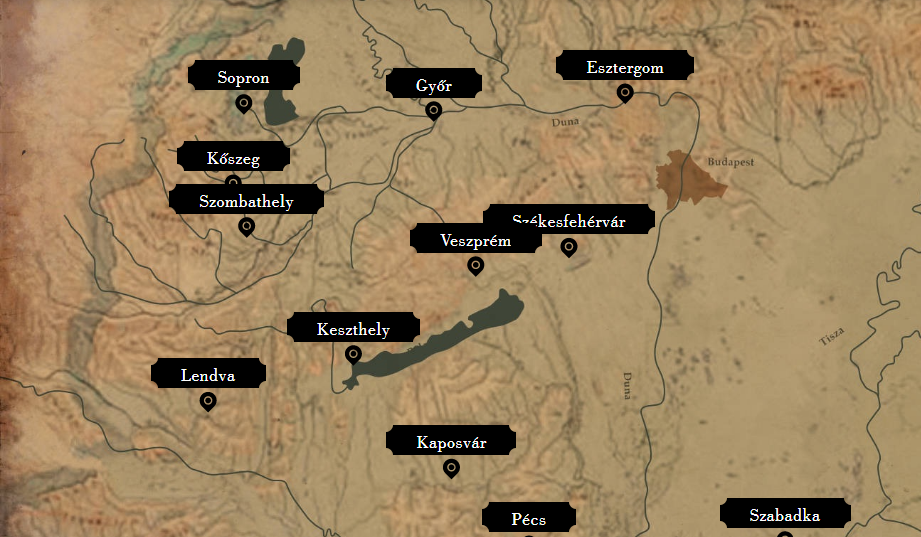 Esztergom
Sopron
Győr
Duna
Kőszeg
Budapest
Szombathely
Székesfehérvár
Veszprém
Keszthely
Tisza
Lendva
Duna
Kaposvár
Pécs
Szabadka